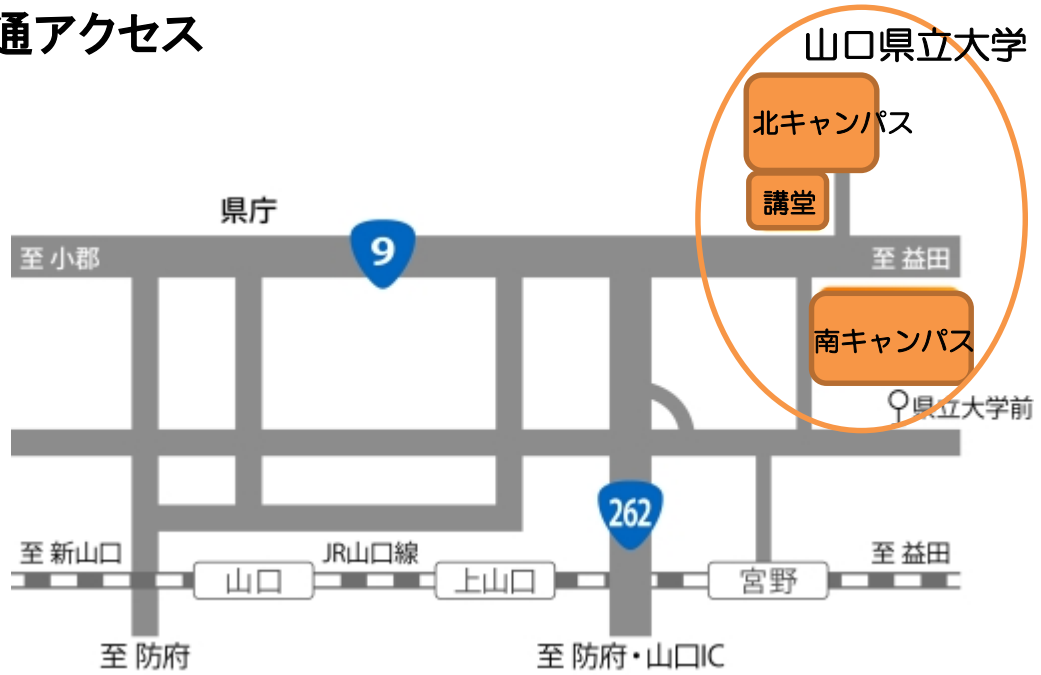 通アクセス
山口県立大学
北キャンパス
講堂
県庁
9
至 小郡
至 益田
南キャンパス
県立大学前
262
至 新山口
JR山口線
至 益田
山口
上山口
宮野
至 防府
至 防府・山口IC